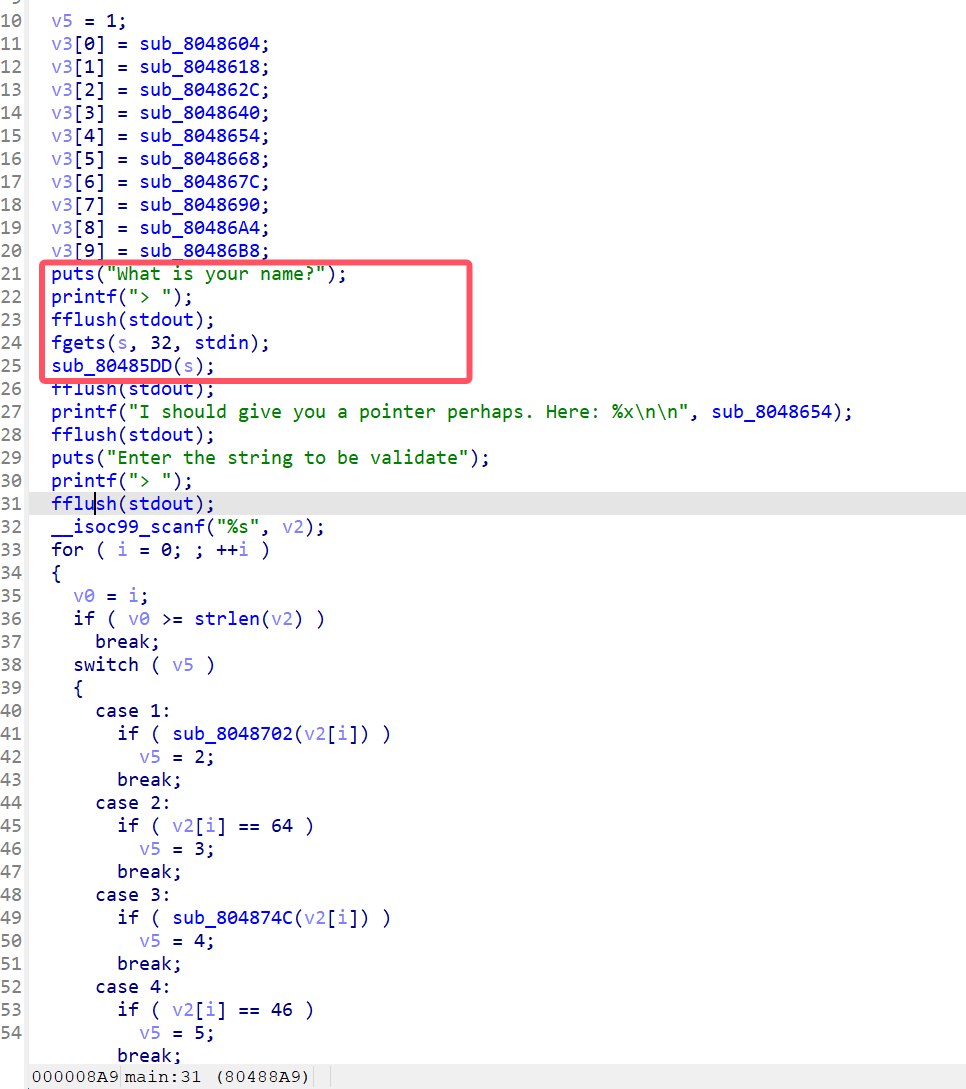 10 v5 = 1;
11 v3[0] = sub_8048604;
12 v3[1] = sub_8048618;
13 v3[2] = sub_804862C;
14 v3[3] = sub_8048640;
15 v3[4] = sub_8048654;
16 v3[5] = sub_8048668;
17 v3[6] = sub_804867C;
18 v3[7] = sub_8048690;
19 v3[8] = sub_80486A4;
20 v3[9] = sub_80486B8;
21 puts("What is your name?");
22 printf("> ");
23 fflush(stdout);
24 fgets(s, 32, stdin);
25 sub_80485DD(s);
26 fflush(stdout);
27 printf("I should give you a pointer perhaps. Here: %x\n\n", sub_8048654);
28 fflush(stdout);
29 puts("Enter the string to be validate");
30 printf("> ");
31 fflush(stdout);
32 __isoc99_scanf("%s", v2);
33 for ( i = 0; ; ++i )
34 {
35 v0 = i;
36 if ( v0 >= strlen(v2) )
37 break;
38 switch ( v5 )
39 {
40 case 1:
41 if ( sub_8048702(v2[i]) )
42 v5 = 2;
43 break;
44 case 2:
45 if ( v2[i] == 64 )
46 v5 = 3;
47 break;
48 case 3:
49 if ( sub_804874C(v2[i]) )
50 v5 = 4;
51 break;
52 case 4:
53 if ( v2[i] == 46 )
54 v5 = 5;
break;
000008A9 main:31 (80488A9)